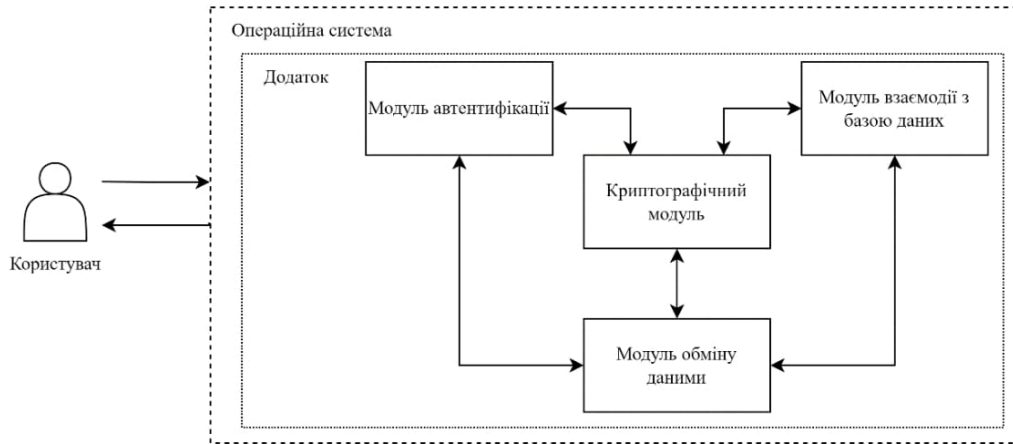 Операційна система
Додаток
Модуль автентифікації
Модуль взаємодії з
базою даних
Криптографічний
модуль
Користувач
Модуль обміну
даними